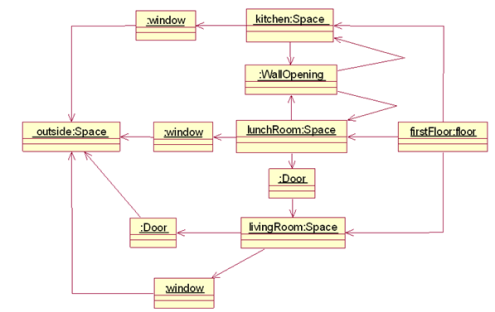 :window
kitchen:Space
:WallOpening
outside:Space
:window
lunchRoom:Space
firstFloor:floor
:Door
:Door
livingRoom:Space
:window